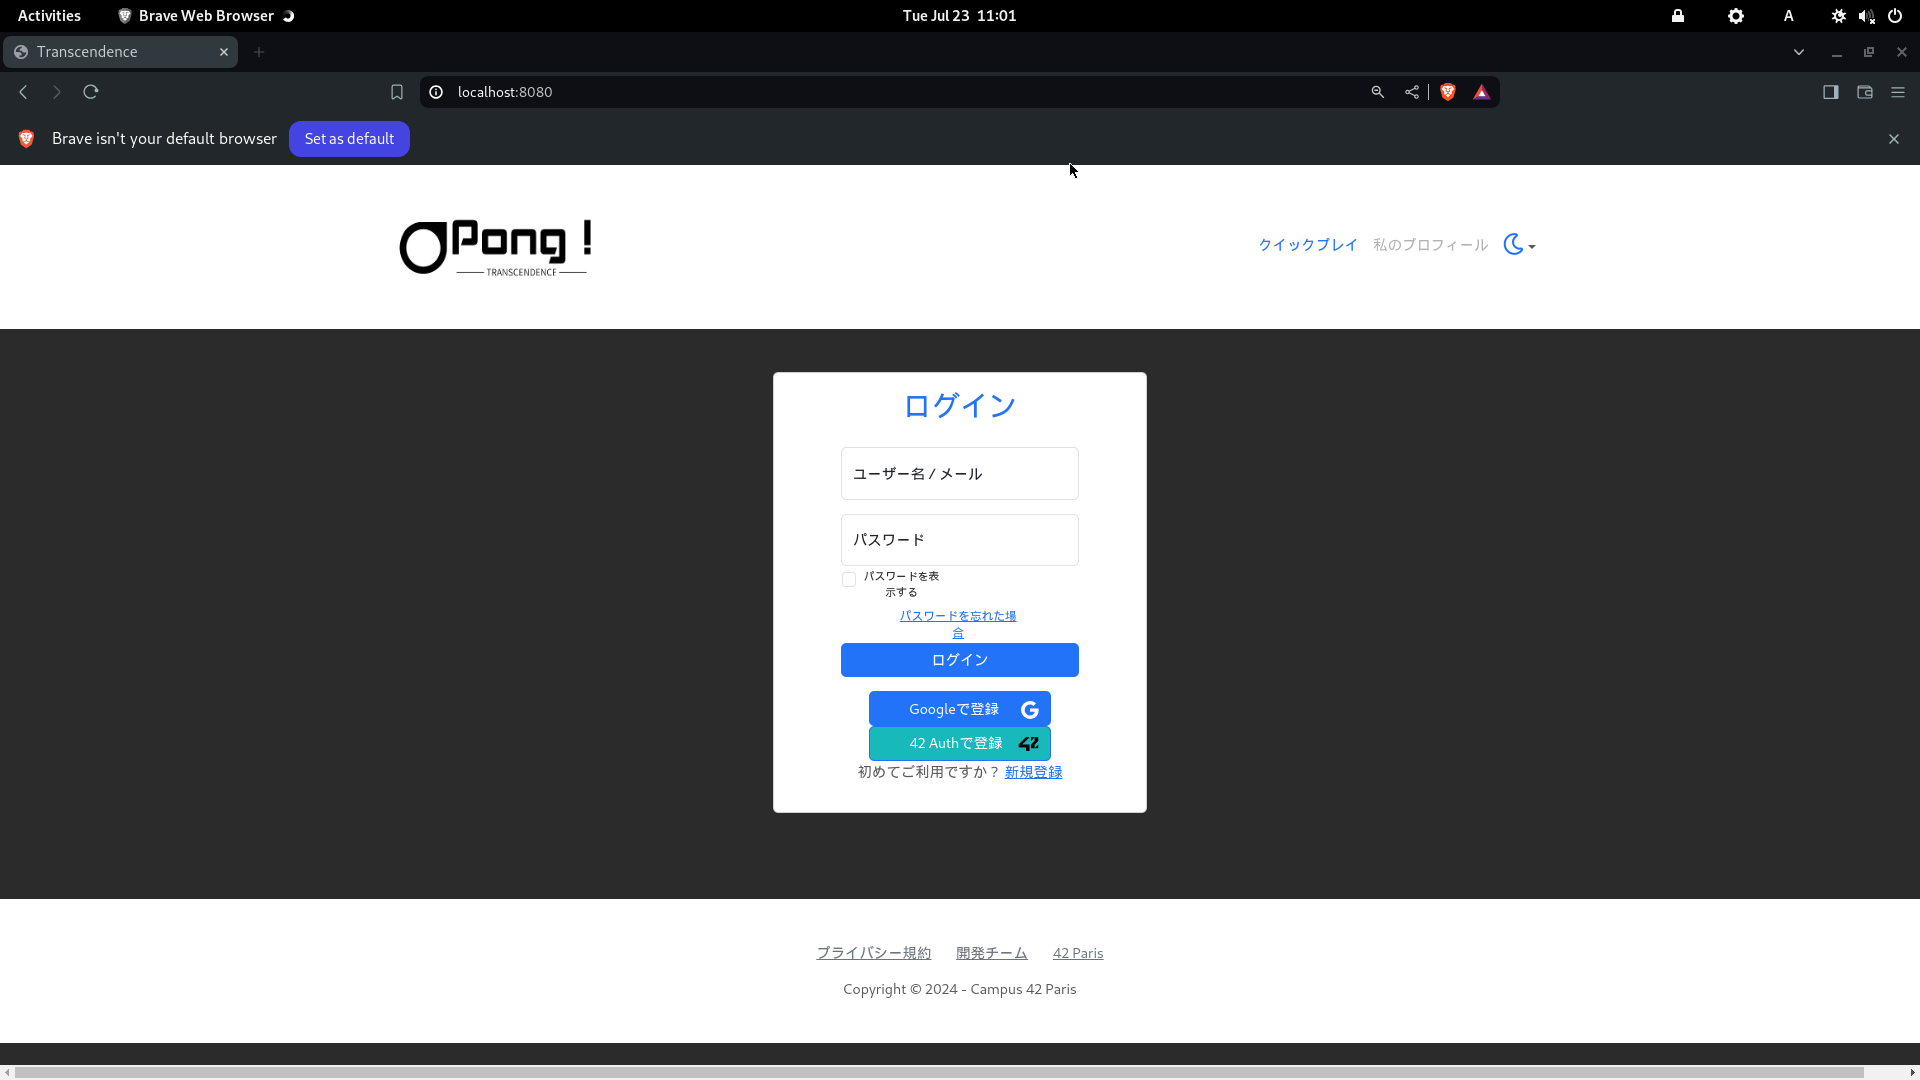 Activities
Brave Web Browser
Tue Jul 23 11:01
A
Transcendence
localhost:8080
Brave isn't your default browser
Set as default
Pong !
TRANSCENDENCE
クイックプレイ
私のプロフィール
ログイン
ユーザー名 / メール
パスワード
パスワードを表
示する
パスワードを忘れた場
合
ログイン
Googleで登録
G
42 Authで登録
42
初めてご利用ですか？ 新規登録
プライバシー規約
開発チーム
42 Paris
Copyright © 2024 - Campus 42 Paris